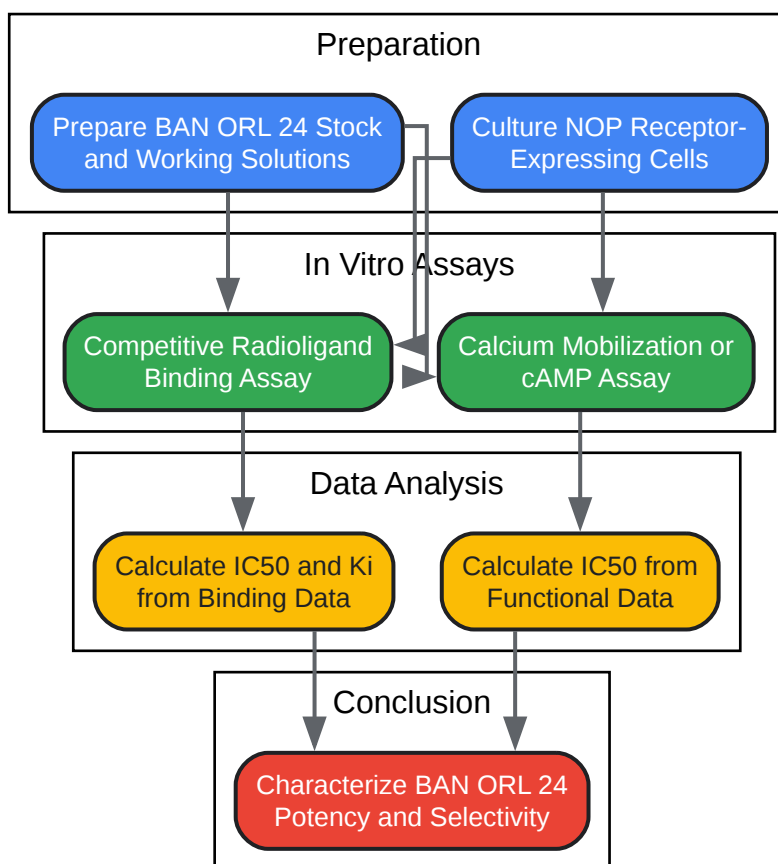 Preparation
Prepare BAN ORL 24 Stock
and Working Solutions
Culture NOP Receptor-
Expressing Cells
In Vitro Assays
Competitive Radioligand
Binding Assay
Calcium Mobilization or
cAMP Assay
Data Analysis
Calculate IC50 and Ki
from Binding Data
Calculate IC50 from
Functional Data
Conclusion
Characterize BAN ORL 24
Potency and Selectivity